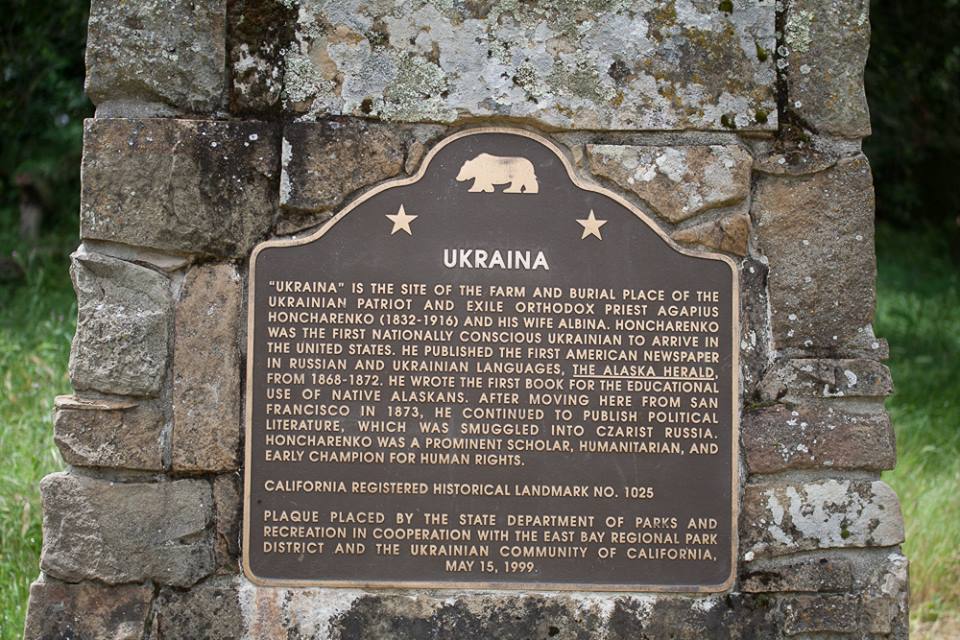 UKRAINA
"UKRAINA" IS THE SITE OF THE FARM AND BURIAL PLACE OF THE
UKRAINIAN PATRIOT AND EXILE ORTHODOX PRIEST AGAPIUS
HONCHARENKO (1832-1916) AND HIS WIFE ALBINA. HONCHARENKO
WAS THE FIRST NATIONALLY CONSCIOUS UKRAINIAN TO ARRIVE IN
THE UNITED STATES. HE PUBLISHED THE FIRST AMERICAN NEWSPAPER
IN RUSSIAN AND UKRAINIAN LANGUAGES, THE ALASKA HERALD,
FROM 1868-1872. HE WROTE THE FIRST BOOK FOR THE EDUCATIONAL
USE OF NATIVE ALASKANS. AFTER MOVING HERE FROM SAN
FRANCISCO IN 1873, HE CONTINUED TO PUBLISH POLITICAL
LITERATURE, WHICH WAS SMUGGLED INTO CZARIST RUSSIA.
HONCHARENKO WAS A PROMINENT SCHOLAR, HUMANITARIAN, AND
EARLY CHAMPION FOR HUMAN RIGHTS.
CALIFORNIA REGISTERED HISTORICAL LANDMARK NO. 1025
PLAQUE PLACED BY THE STATE DEPARTMENT OF PARKS AND
RECREATION IN COOPERATION WITH THE EAST BAY REGIONAL PARK
DISTRICT AND THE UKRAINIAN COMMUNITY OF CALIFORNIA,
MAY 15, 1999.